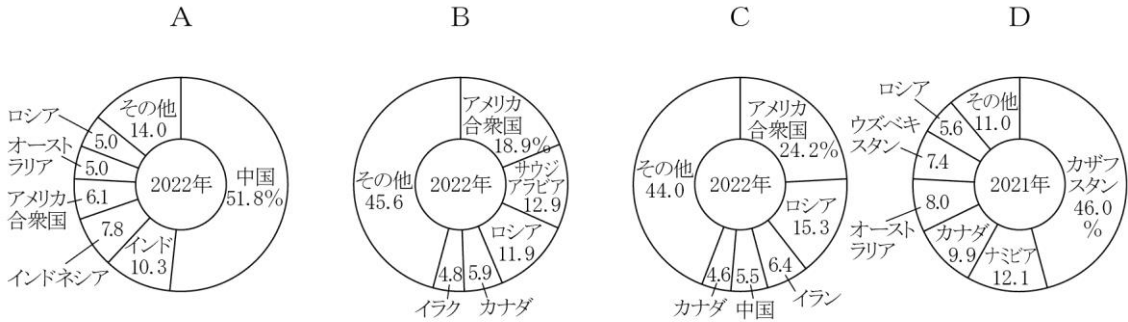 A
B
C
D
ロシア
オースト
ラリア
アメリカ
合衆国
インドネシア
その他
14.0
5.0
5.0
6.1
7.8
インド
10.3
2022年
中国
51.8%
アメリカ
合衆国
18.9%
サウジ
アラビア
12.9
ロシア
11.9
5.9
カナダ
4.8
イラク
その他
45.6
2022年
アメリカ
合衆国
24.2%
ロシア
15.3
6.4
イラン
5.5
中国
4.6
カナダ
その他
44.0
2022年
カザフ
スタン
46.0
%
ナミビア
12.1
カナダ
9.9
8.0
オースト
ラリア
7.4
ウズベキ
スタン
5.6
ロシア
その他
11.0
2021年